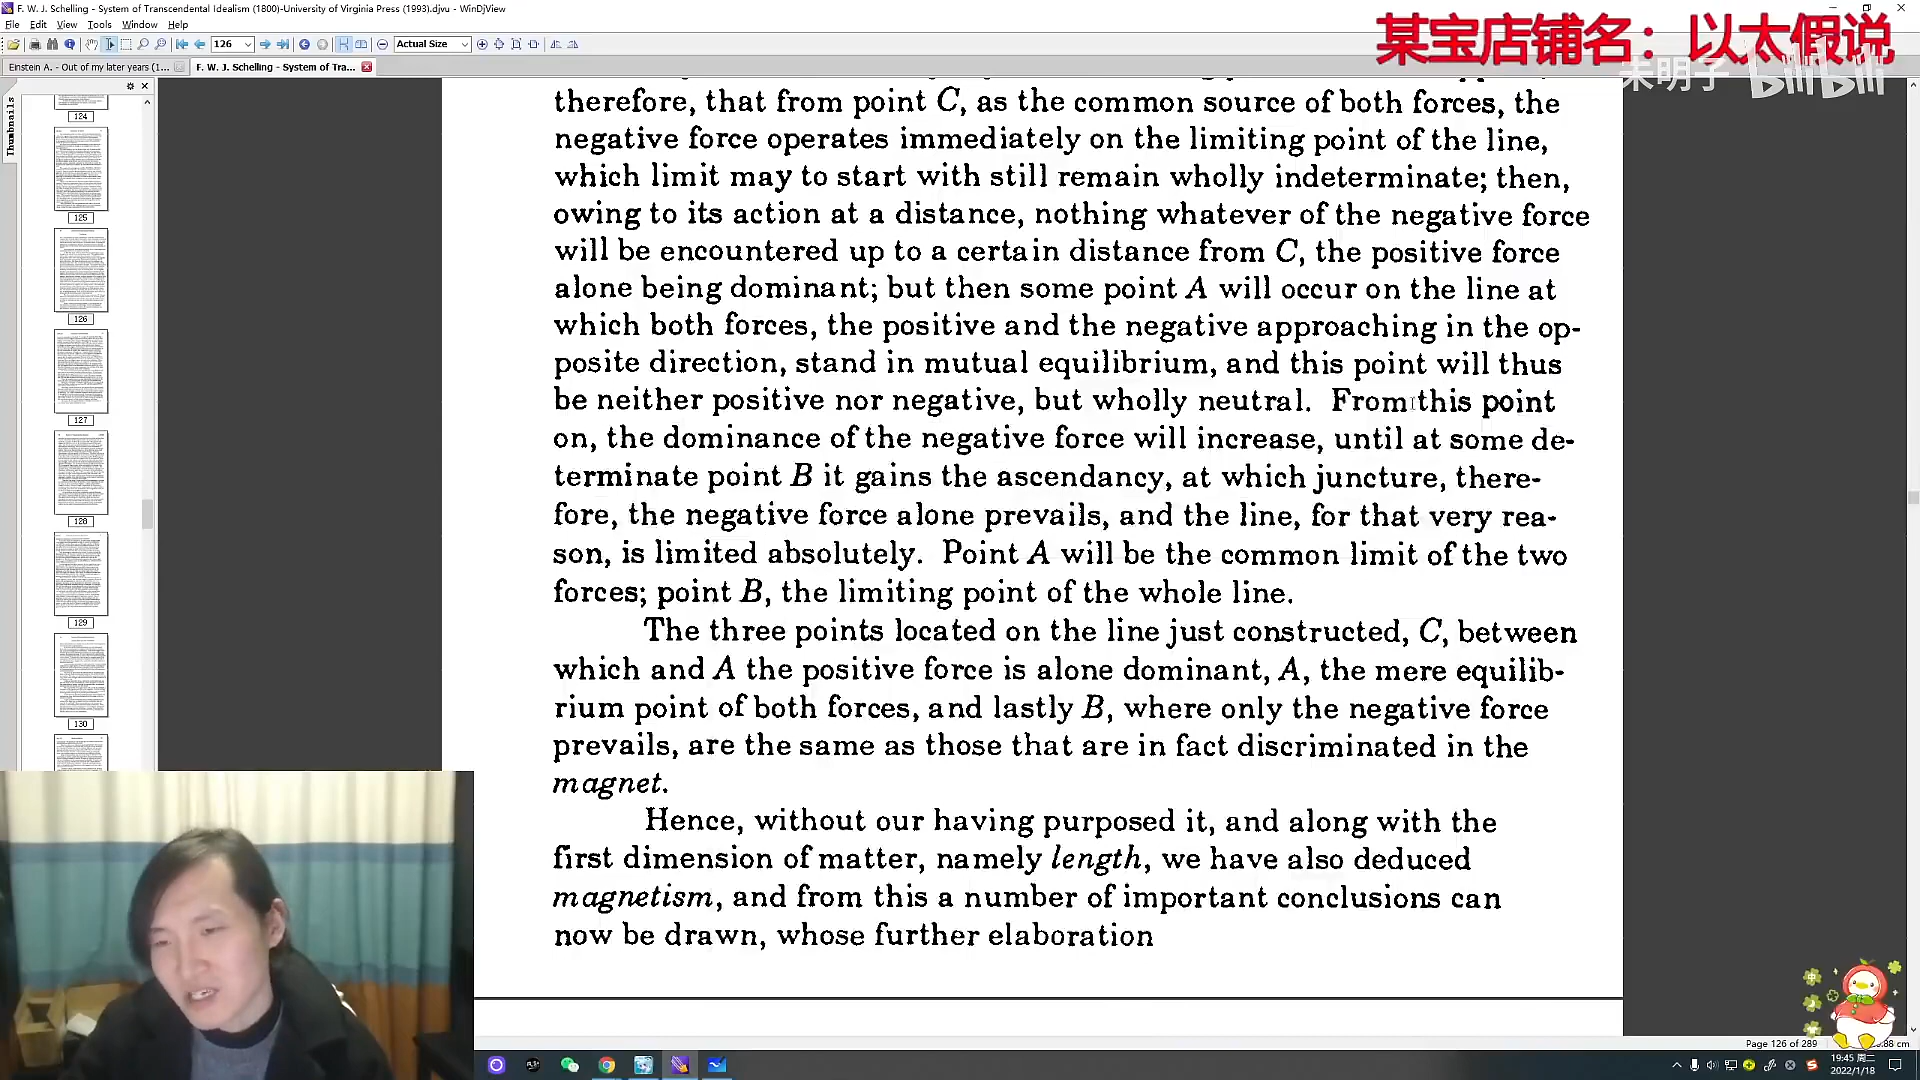 F. W. J. Schelling - System of Transcendental Idealism (1800)-University of Virginia Press (1993).djvu - WinDjView
File Edit View Tools Window Help
126
Actual Size
Einstein A. - Out of my later years (1...
F. W. J. Schelling - System of Tra...
某宝店铺名：以太假说
朱明子
bilibili
Thumbnails
124
125
126
127
128
129
130
therefore, that from point C, as the common source of both forces, the
negative force operates immediately on the limiting point of the line,
which limit may to start with still remain wholly indeterminate; then,
owing to its action at a distance, nothing whatever of the negative force
will be encountered up to a certain distance from C, the positive force
alone being dominant; but then some point A will occur on the line at
which both forces, the positive and the negative approaching in the op-
posite direction, stand in mutual equilibrium, and this point will thus
be neither positive nor negative, but wholly neutral. From this point
on, the dominance of the negative force will increase, until at some de-
terminate point B it gains the ascendancy, at which juncture, there-
fore, the negative force alone prevails, and the line, for that very rea-
son, is limited absolutely. Point A will be the common limit of the two
forces; point B, the limiting point of the whole line.
The three points located on the line just constructed, C, between
which and A the positive force is alone dominant, A, the mere equilib-
rium point of both forces, and lastly B, where only the negative force
prevails, are the same as those that are in fact discriminated in the
magnet.
Hence, without our having purposed it, and along with the
first dimension of matter, namely length, we have also deduced
magnetism, and from this a number of important conclusions can
now be drawn, whose further elaboration
Page 126 of 289
19:45 周二
2022/1/18